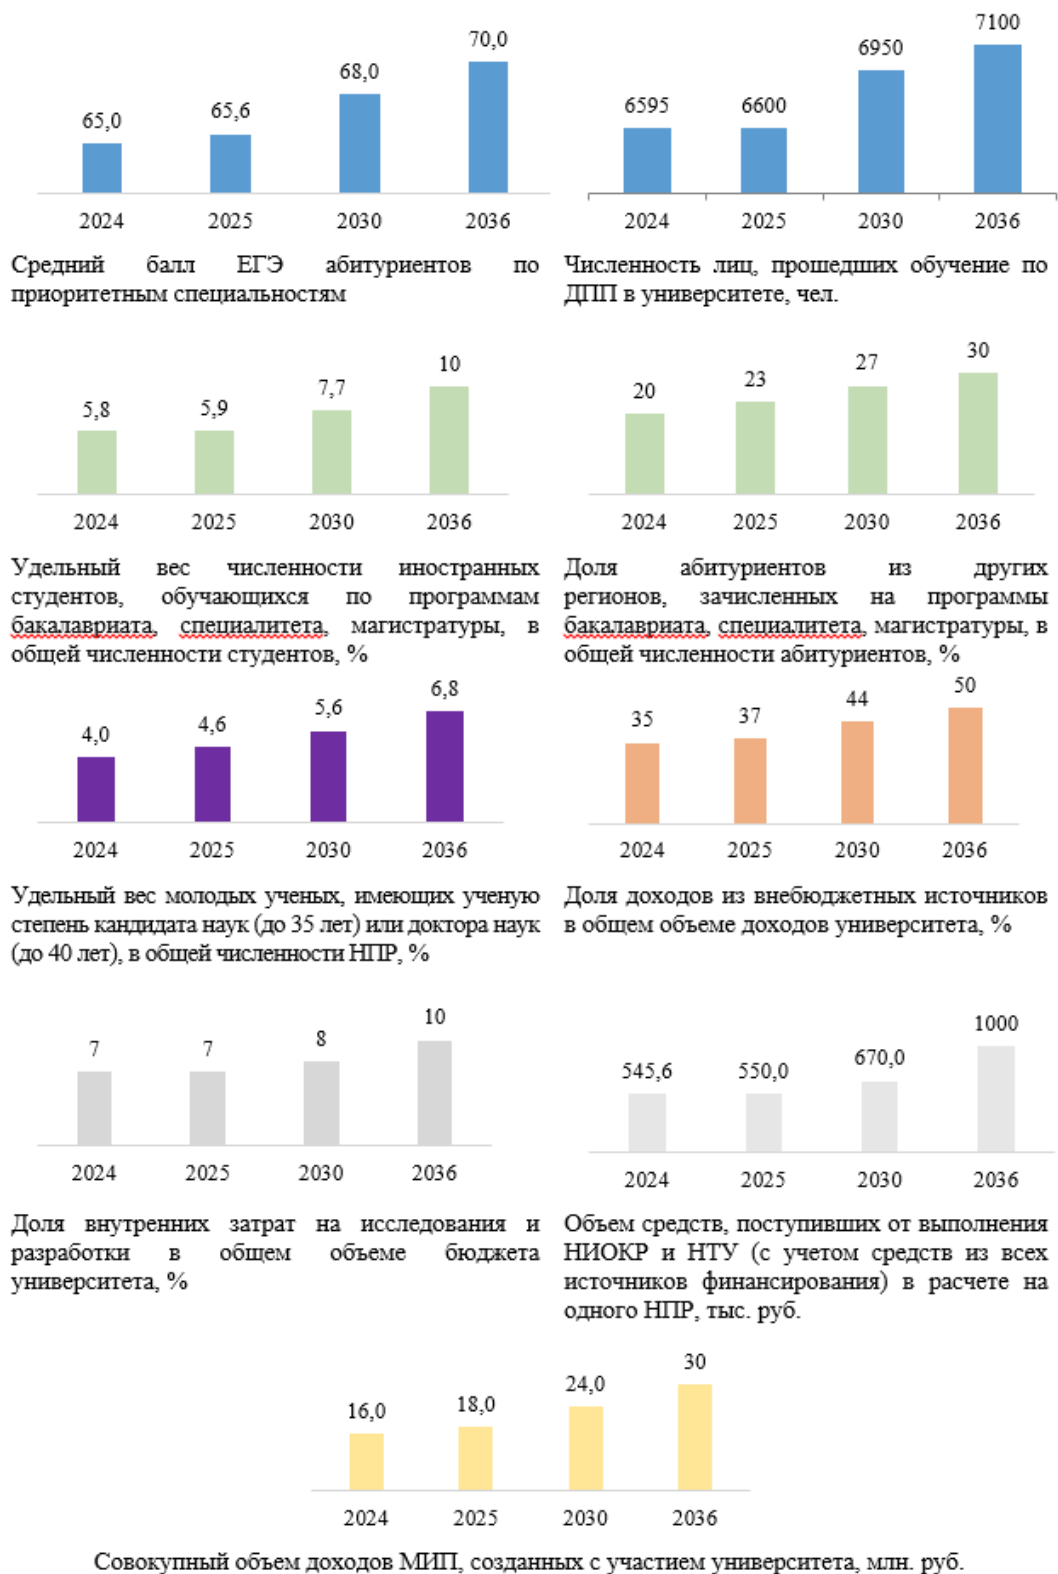 65,0 65,6 68,0 70,0
2024 2025 2030 2036
Средний балл ЕГЭ абитуриентов по
приоритетным специальностям
6595 6600 6950 7100
2024 2025 2030 2036
Численность лиц, прошедших обучение по
ДПП в университете, чел.
5,8 5,9 7,7 10
2024 2025 2030 2036
Удельный вес численности иностранных
студентов, обучающихся по программам
бакалавриата, специалитета, магистратуры, в
общей численности студентов, %
20 23 27 30
2024 2025 2030 2036
Доля абитуриентов из других
регионов, зачисленных на программы
бакалавриата, специалитета, магистратуры, в
общей численности абитуриентов, %
4,0 4,6 5,6 6,8
2024 2025 2030 2036
Удельный вес молодых ученых, имеющих ученую
степень кандидата наук (до 35 лет) или доктора наук
(до 40 лет), в общей численности НПР, %
35 37 44 50
2024 2025 2030 2036
Доля доходов из внебюджетных источников
в общем объеме доходов университета, %
7 7 8 10
2024 2025 2030 2036
Доля внутренних затрат на исследования и
разработки в общем объеме бюджета
университета, %
545,6 550,0 670,0 1000
2024 2025 2030 2036
Объем средств, поступивших от выполнения
НИОКР и НТУ (с учетом средств из всех
источников финансирования) в расчете на
одного НПР, тыс. руб.
16,0 18,0 24,0 30
2024 2025 2030 2036
Совокупный объем доходов МИП, созданных с участием университета, млн. руб.